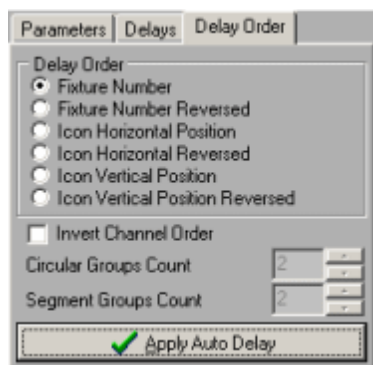 Parameters Delays Delay Order
Delay Order
Fixture Number
Fixture Number Reversed
Icon Horizontal Position
Icon Horizontal Reversed
Icon Vertical Position
Icon Vertical Position Reversed
Invert Channel Order
Circular Groups Count 2
Segment Groups Count 2
Apply Auto Delay